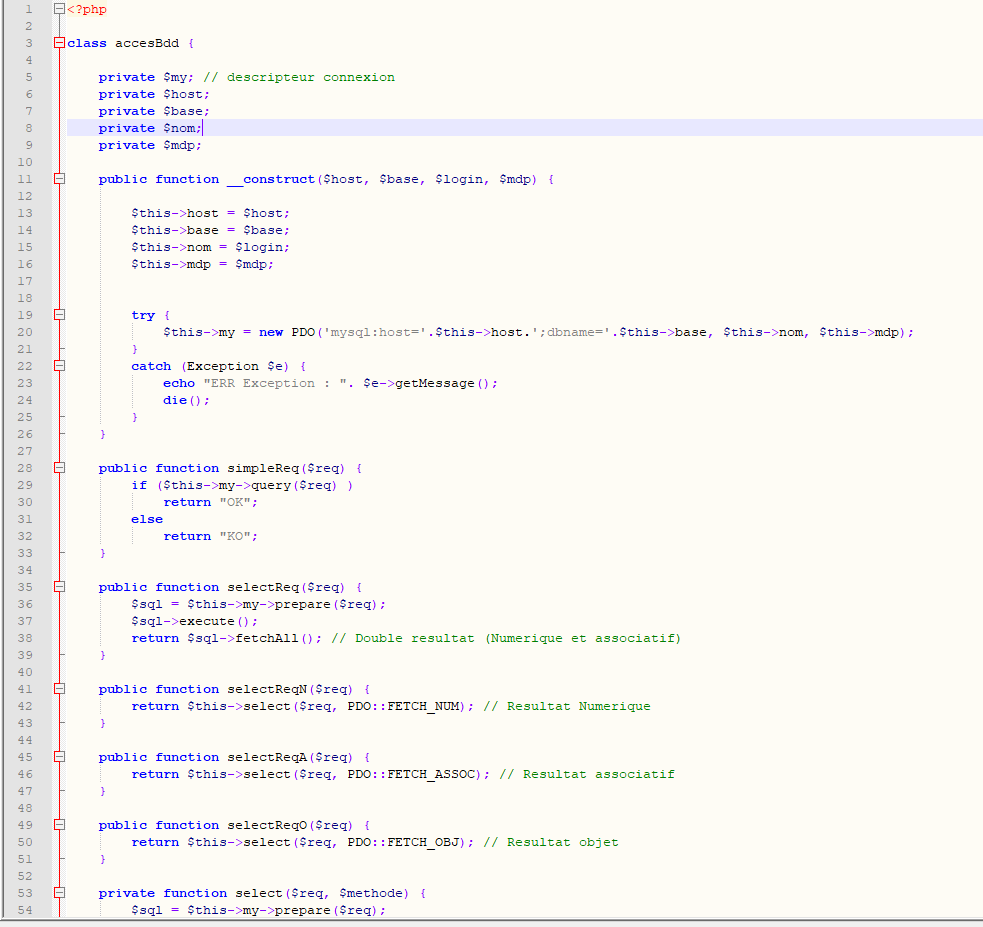 1 <?php
2
3 class accesBdd {
4
5 private $my; // descripteur connexion
6 private $host;
7 private $base;
8 private $nom;
9 private $mdp;
10
11 public function __construct($host, $base, $login, $mdp) {
12
13 $this->host = $host;
14 $this->base = $base;
15 $this->nom = $login;
16 $this->mdp = $mdp;
17
18
19 try {
20 $this->my = new PDO('mysql:host='.$this->host.';dbname='.$this->base, $this->nom, $this->mdp);
21 }
22 catch (Exception $e) {
23 echo "ERR Exception : ". $e->getMessage();
24 die();
25 }
26 }
27
28 public function simpleReq($req) {
29 if ($this->my->query($req) )
30 return "OK";
31 else
32 return "KO";
33 }
34
35 public function selectReq($req) {
36 $sql = $this->my->prepare($req);
37 $sql->execute();
38 return $sql->fetchAll(); // Double resultat (Numerique et associatif)
39 }
40
41 public function selectReqN($req) {
42 return $this->select($req, PDO::FETCH_NUM); // Resultat Numerique
43 }
44
45 public function selectReqA($req) {
46 return $this->select($req, PDO::FETCH_ASSOC); // Resultat associatif
47 }
48
49 public function selectReqO($req) {
50 return $this->select($req, PDO::FETCH_OBJ); // Resultat objet
51 }
52
53 private function select($req, $methode) {
54 $sql = $this->my->prepare($req);